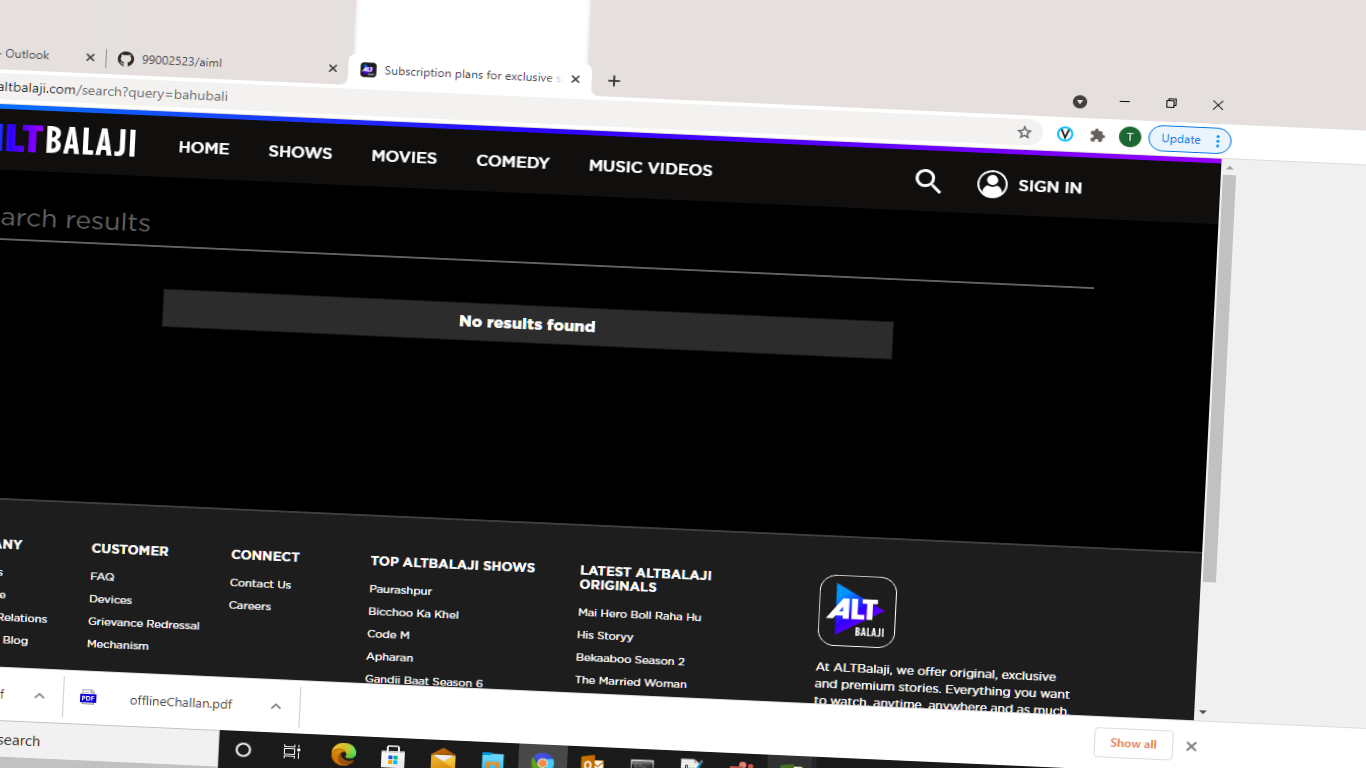 - Outlook
99002523/aiml
Subscription plans for exclusive
altbalaji.com/search?query=bahubali
T
Update
ALTBALAJI
HOME
SHOWS
MOVIES
COMEDY
MUSIC VIDEOS
SIGN IN
arch results
No results found
ANY
Relations
Blog
CUSTOMER
FAQ
Devices
Grievance Redressal
Mechanism
CONNECT
Contact Us
Careers
TOP ALTBALAJI SHOWS
Paurashpur
Bicchoo Ka Khel
Code M
Apharan
Gandii Baat Season 6
LATEST ALTBALAJI
ORIGINALS
Mai Hero Boll Raha Hu
His Storyy
Bekaaboo Season 2
The Married Woman
ALT
BALAJI
At ALTBalaji, we offer original, exclusive
and premium stories. Everything you want
to watch, anytime, anywhere and as much
PDF
offlineChallan.pdf
Show all
search